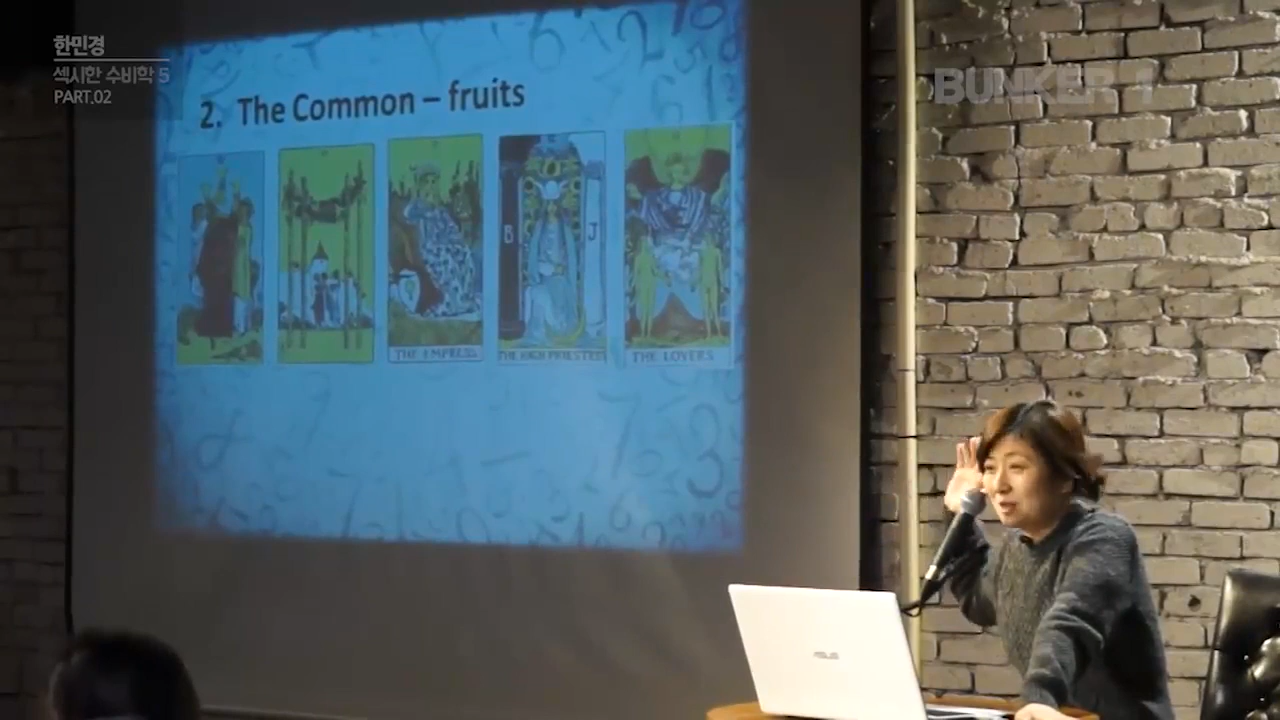 한민경
섹시한 수비학 5
PART.02
BUNKER 1
2. The Common – fruits
B J
THE EMPRESS
THE HIGH PRIESTESS
THE LOVERS
ASUS